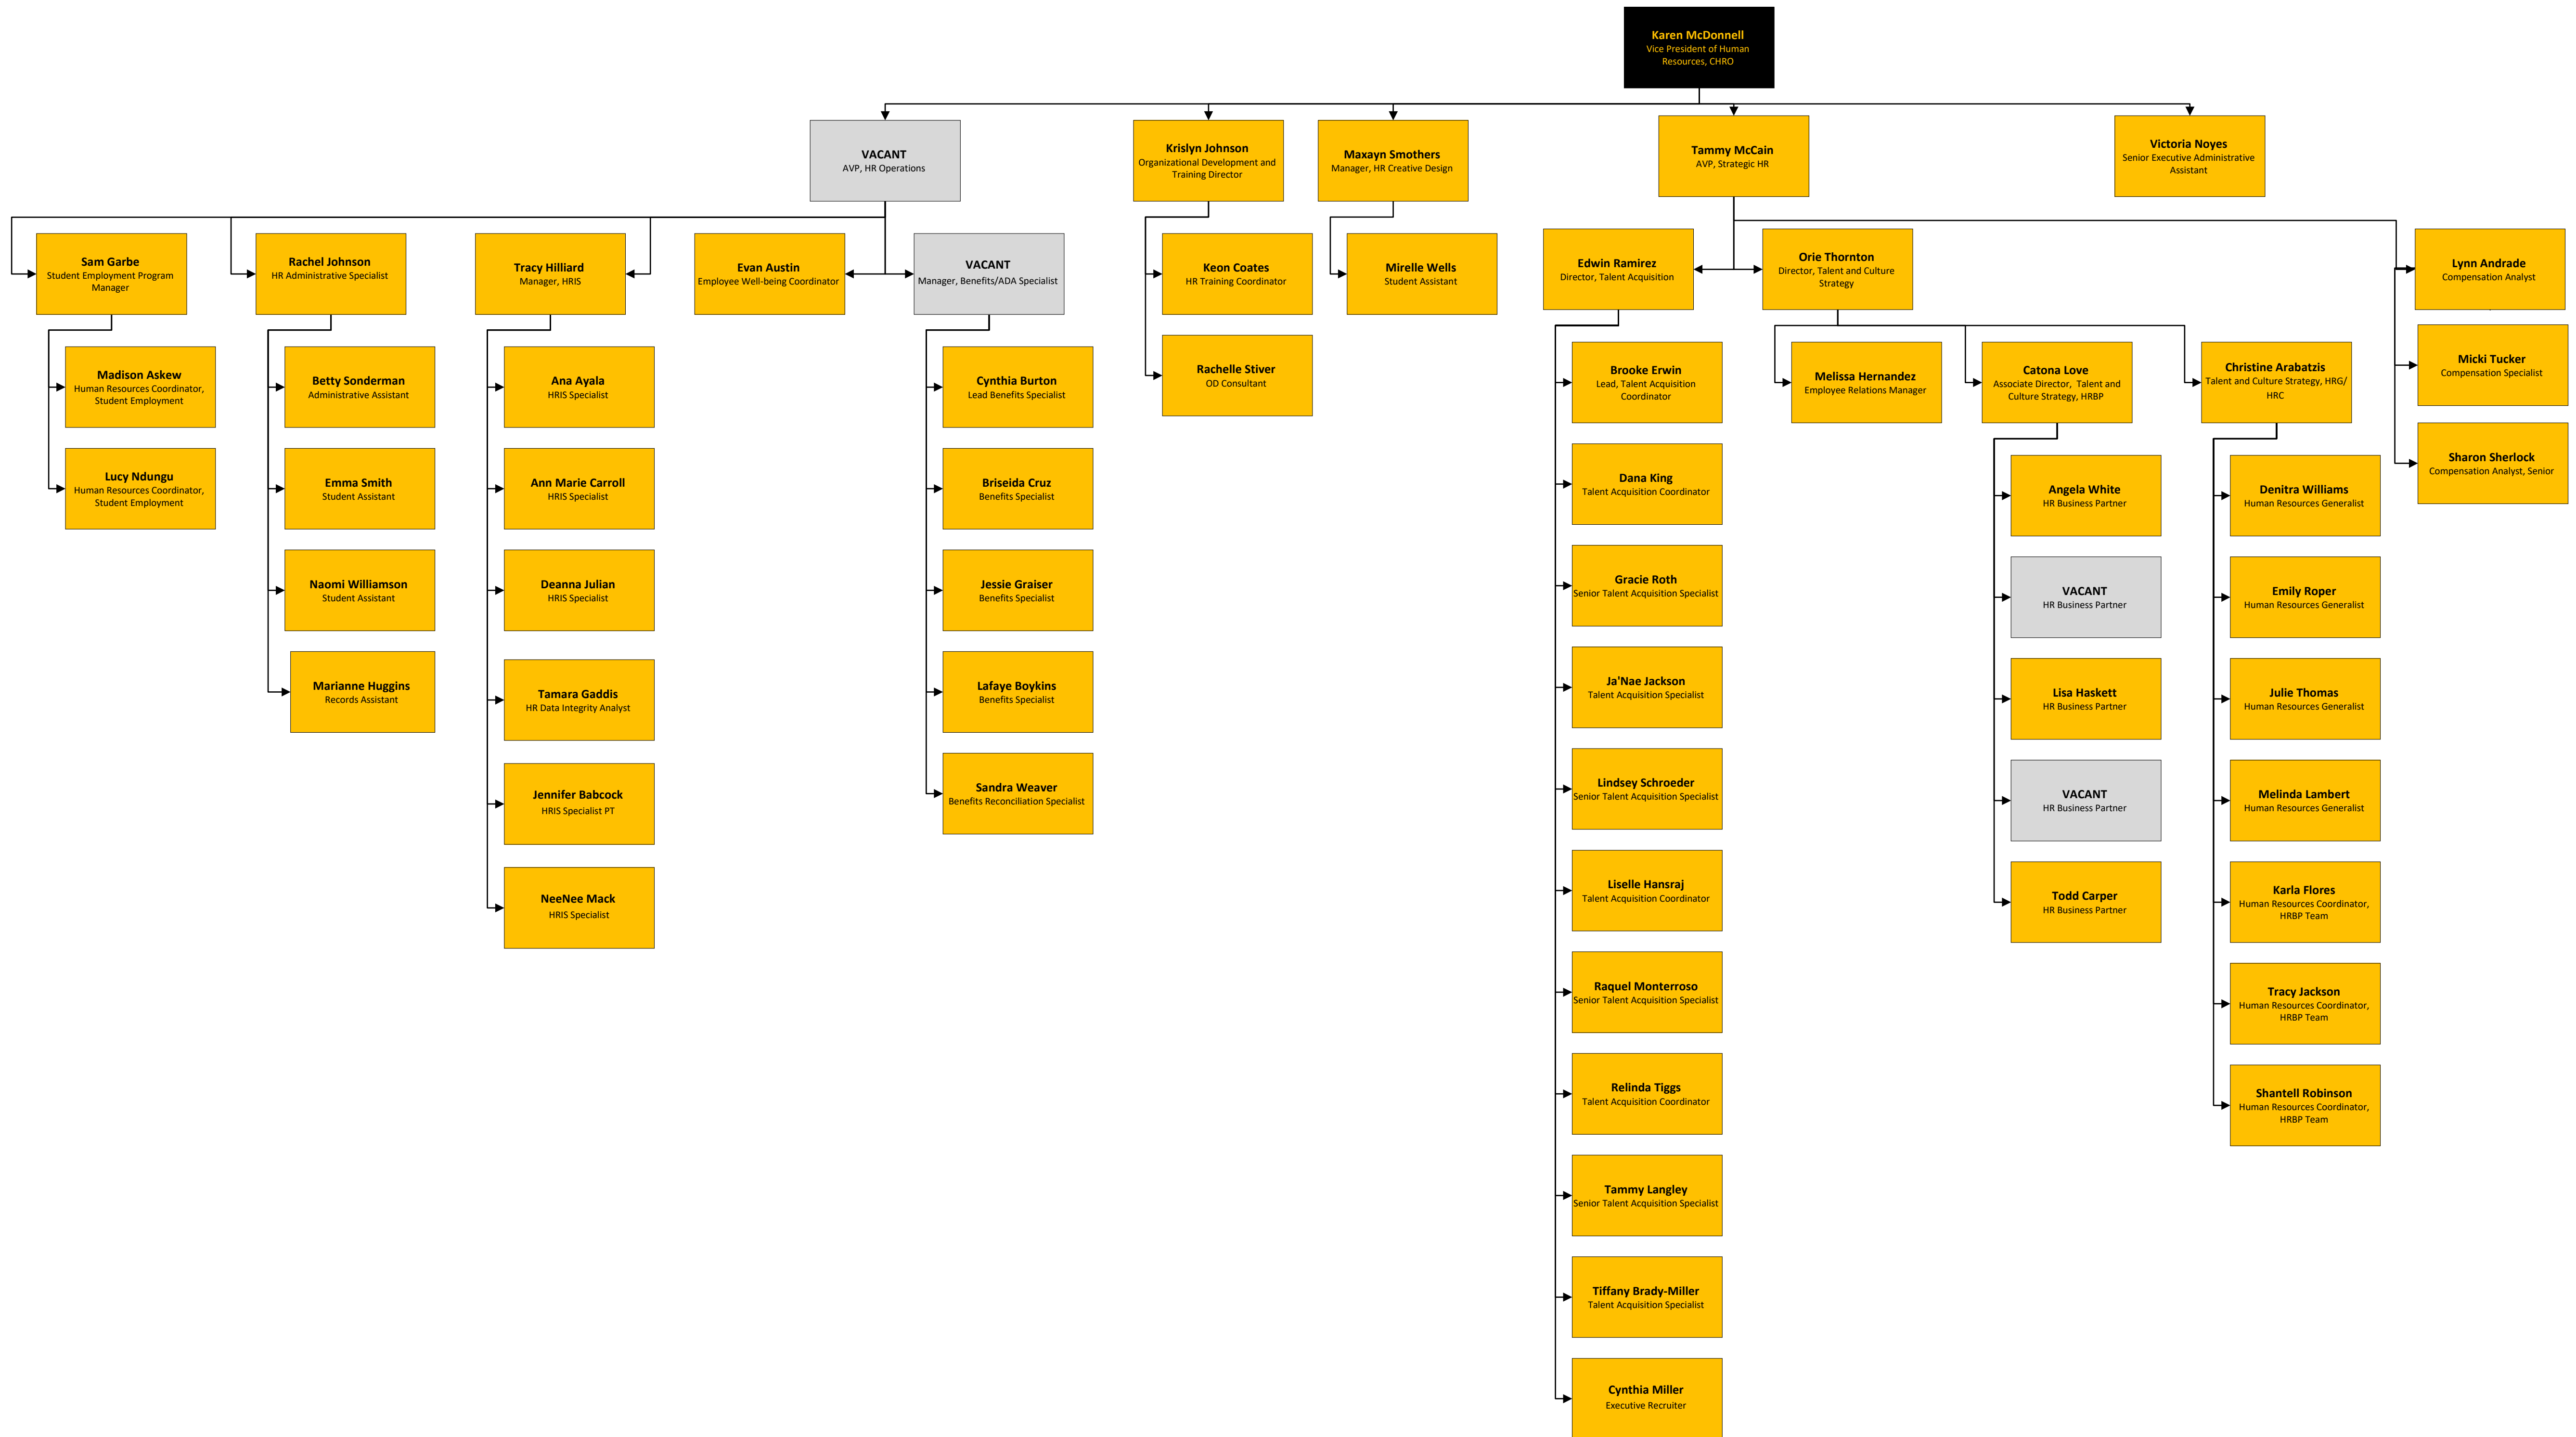 Karen McDonnell
Vice President of Human
Resources, CHRO
VACANT
AVP, HR Operations
Krislyn Johnson
Organizational Development and
Training Director
Maxayn Smothers
Manager, HR Creative Design
Tammy McCain
AVP, Strategic HR
Victoria Noyes
Senior Executive Administrative
Assistant
Sam Garbe
Student Employment Program
Manager
Rachel Johnson
HR Administrative Specialist
Tracy Hilliard
Manager, HRIS
Evan Austin
Employee Well-being Coordinator
VACANT
Manager, Benefits/ADA Specialist
Keon Coates
HR Training Coordinator
Mirelle Wells
Student Assistant
Edwin Ramirez
Director, Talent Acquisition
Orie Thornton
Director, Talent and Culture
Strategy
Lynn Andrade
Compensation Analyst
Madison Askew
Human Resources Coordinator,
Student Employment
Lucy Ndungu
Human Resources Coordinator,
Student Employment
Betty Sonderman
Administrative Assistant
Emma Smith
Student Assistant
Naomi Williamson
Student Assistant
Marianne Huggins
Records Assistant
Ana Ayala
HRIS Specialist
Ann Marie Carroll
HRIS Specialist
Deanna Julian
HRIS Specialist
Tamara Gaddis
HR Data Integrity Analyst
Jennifer Babcock
HRIS Specialist PT
NeeNee Mack
HRIS Specialist
Cynthia Burton
Lead Benefits Specialist
Briseida Cruz
Benefits Specialist
Jessie Graiser
Benefits Specialist
Lafaye Boykins
Benefits Specialist
Sandra Weaver
Benefits Reconciliation Specialist
Rachelle Stiver
OD Consultant
Brooke Erwin
Lead, Talent Acquisition
Coordinator
Dana King
Talent Acquisition Coordinator
Gracie Roth
Senior Talent Acquisition Specialist
Ja'Nae Jackson
Talent Acquisition Specialist
Lindsey Schroeder
Senior Talent Acquisition Specialist
Liselle Hansraj
Talent Acquisition Coordinator
Raquel Monterroso
Senior Talent Acquisition Specialist
Relinda Tiggs
Talent Acquisition Coordinator
Tammy Langley
Senior Talent Acquisition Specialist
Tiffany Brady-Miller
Talent Acquisition Specialist
Cynthia Miller
Executive Recruiter
Melissa Hernandez
Employee Relations Manager
Catona Love
Associate Director, Talent and
Culture Strategy, HRBP
Christine Arabatzis
Talent and Culture Strategy, HRG/
HRC
Angela White
HR Business Partner
VACANT
HR Business Partner
Lisa Haskett
HR Business Partner
VACANT
HR Business Partner
Todd Carper
HR Business Partner
Denitra Williams
Human Resources Generalist
Emily Roper
Human Resources Generalist
Julie Thomas
Human Resources Generalist
Melinda Lambert
Human Resources Generalist
Karla Flores
Human Resources Coordinator,
HRBP Team
Tracy Jackson
Human Resources Coordinator,
HRBP Team
Shantell Robinson
Human Resources Coordinator,
HRBP Team
Micki Tucker
Compensation Specialist
Sharon Sherlock
Compensation Analyst, Senior